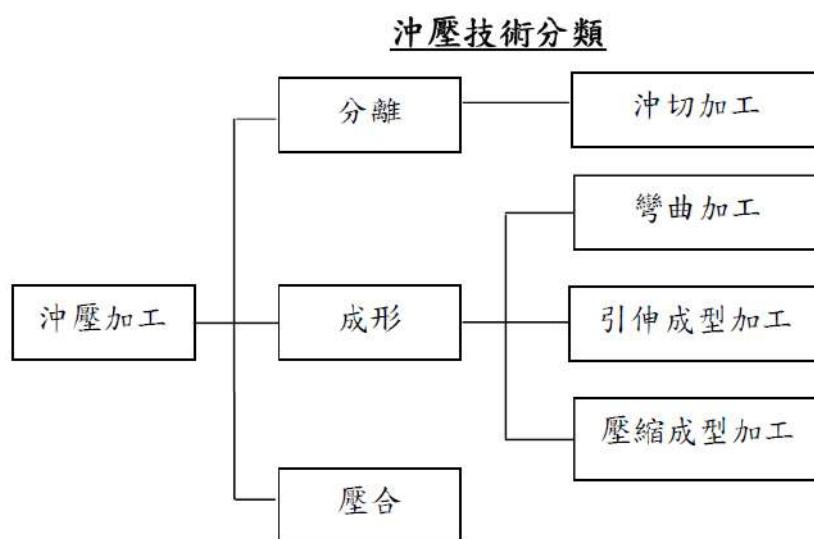 沖壓技術分類
分離
沖切加工
彎曲加工
沖壓加工
成形
引伸成型加工
壓縮成型加工
壓合